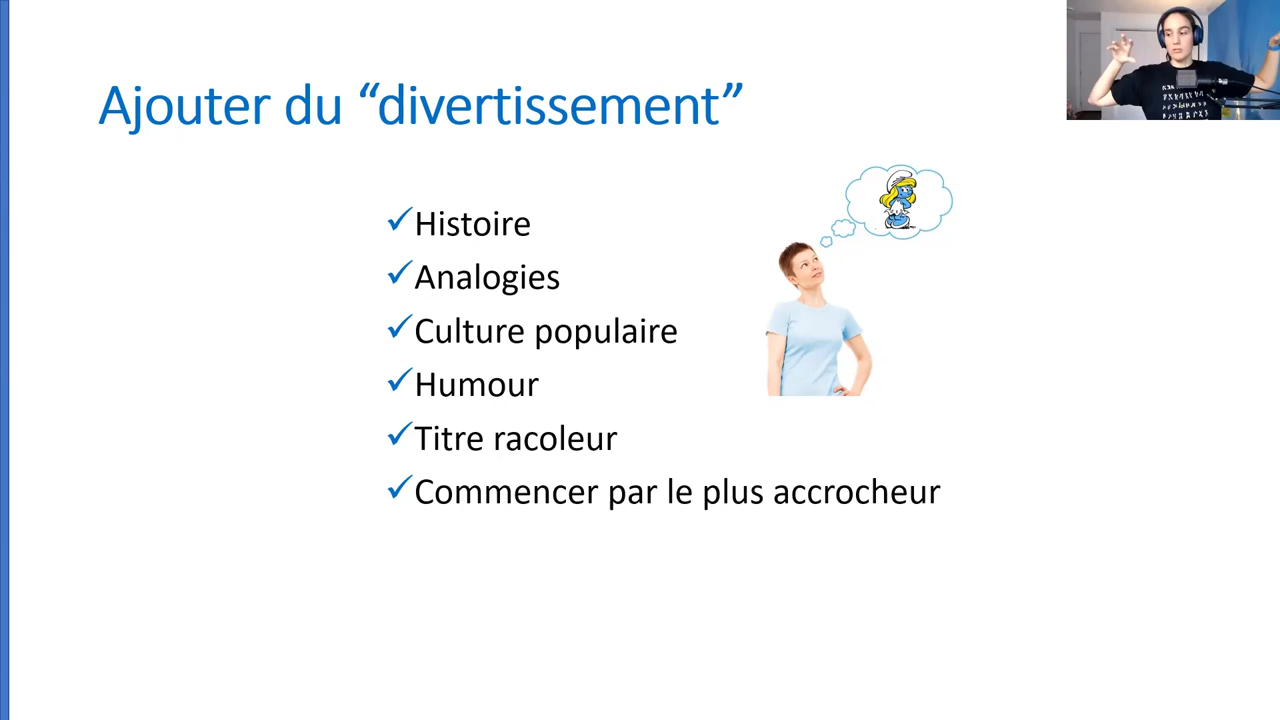 Ajouter du “divertissement”
Histoire
Analogies
Culture populaire
Humour
Titre racoleur
Commencer par le plus accrocheur